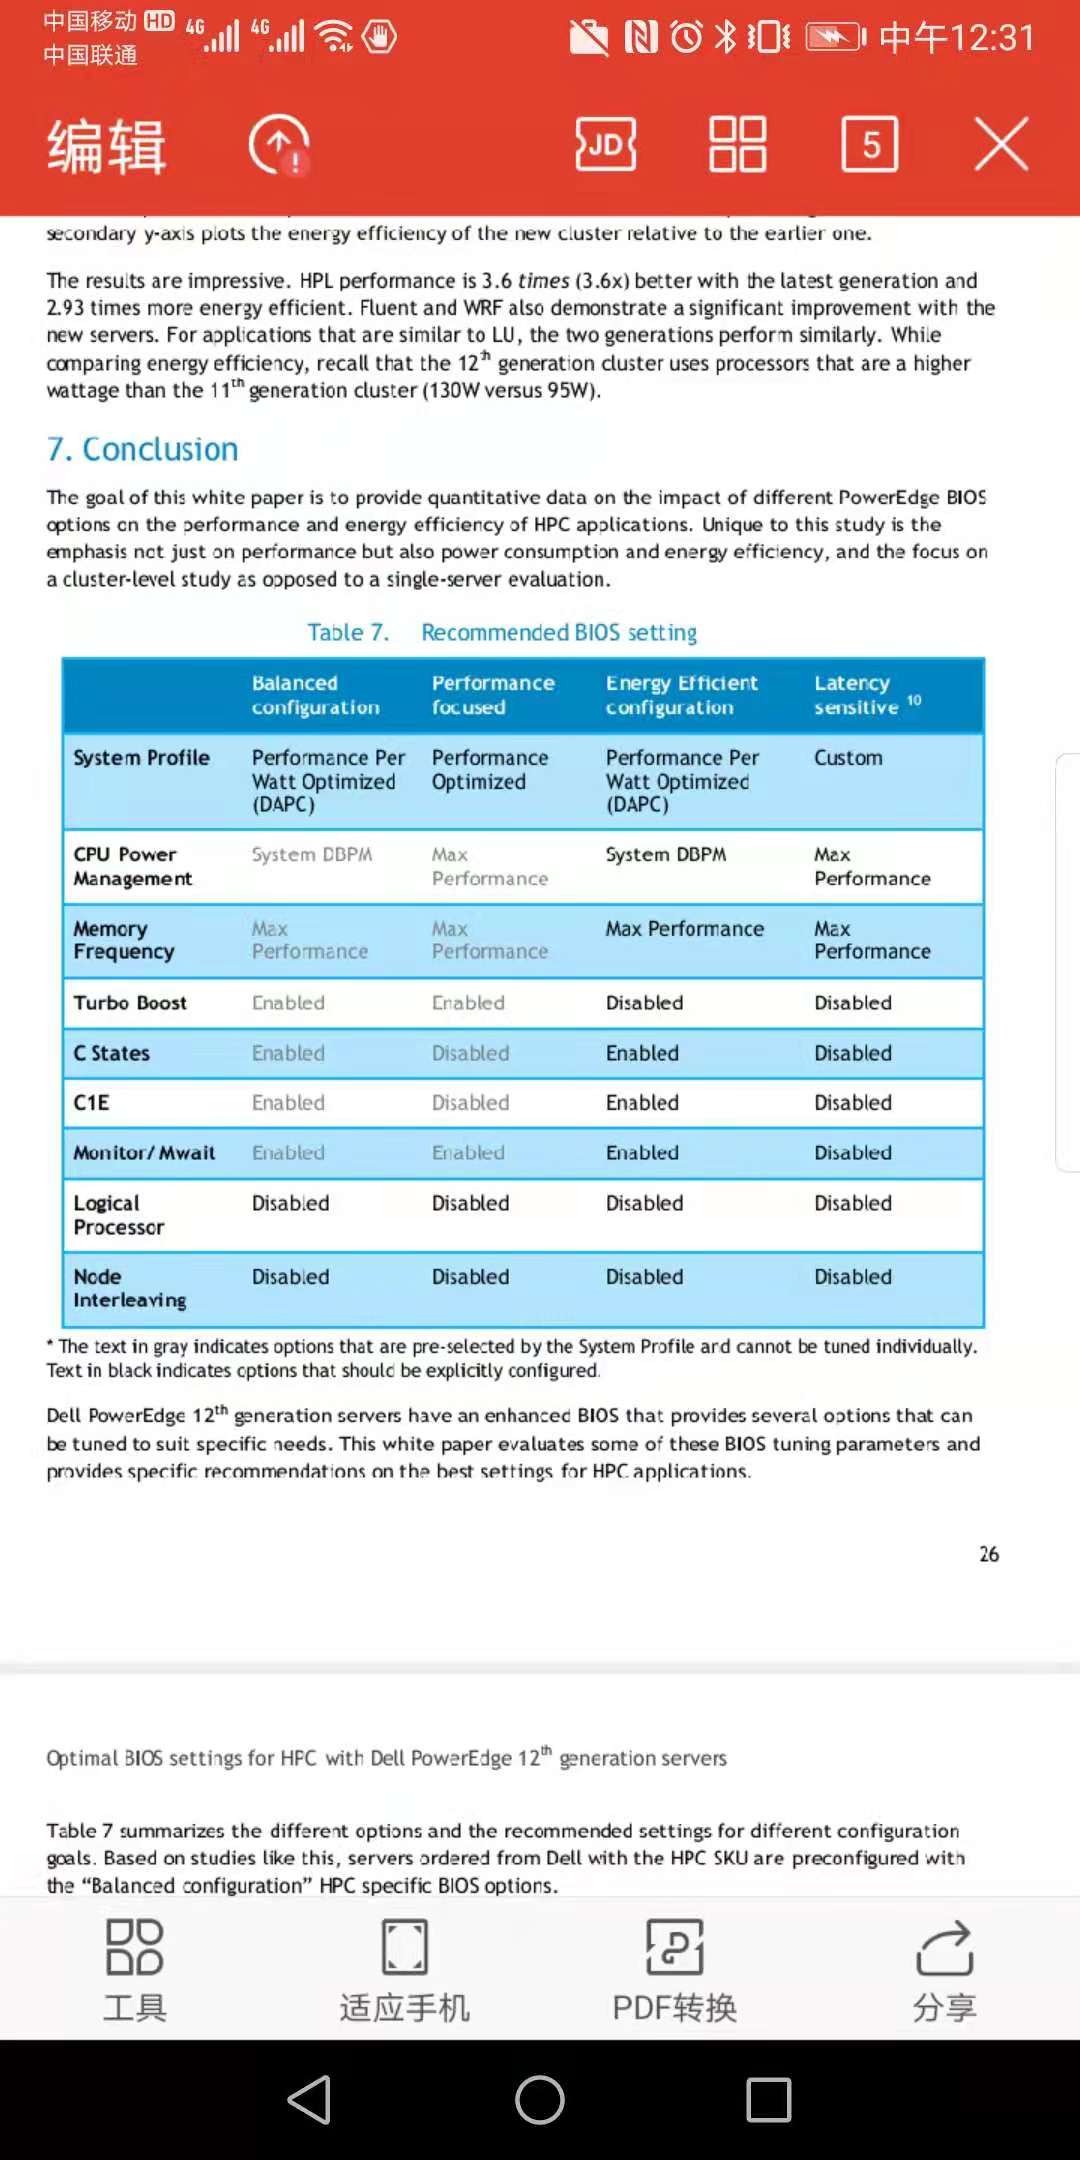 中国移动 HD 4G 4G 中午12:31
中国联通
编辑 JD 5
secondary y-axis plots the energy efficiency of the new cluster relative to the earlier one.
The results are impressive. HPL performance is 3.6 times (3.6x) better with the latest generation and
2.93 times more energy efficient. Fluent and WRF also demonstrate a significant improvement with the
new servers. For applications that are similar to LU, the two generations perform similarly. While
comparing energy efficiency, recall that the 12th generation cluster uses processors that are a higher
wattage than the 11th generation cluster (130W versus 95W).
7. Conclusion
The goal of this white paper is to provide quantitative data on the impact of different PowerEdge BIOS
options on the performance and energy efficiency of HPC applications. Unique to this study is the
emphasis not just on performance but also power consumption and energy efficiency, and the focus on
a cluster-level study as opposed to a single-server evaluation.
Table 7. Recommended BIOS setting
Balanced Performance Energy Efficient Latency
configuration focused configuration sensitive 10
System Profile Performance Per Performance Performance Per Custom
Watt Optimized Optimized Watt Optimized
(DAPC) (DAPC)
CPU Power System DBPM Max System DBPM Max
Management Performance Performance
Memory Max Max Max Performance Max
Frequency Performance Performance Performance
Turbo Boost Enabled Enabled Disabled Disabled
C States Enabled Disabled Enabled Disabled
C1E Enabled Disabled Enabled Disabled
Monitor/Mwait Enabled Enabled Enabled Disabled
Logical Disabled Disabled Disabled Disabled
Processor
Node Disabled Disabled Disabled Disabled
Interleaving
* The text in gray indicates options that are pre-selected by the System Profile and cannot be tuned individually.
Text in black indicates options that should be explicitly configured.
Dell PowerEdge 12th generation servers have an enhanced BIOS that provides several options that can
be tuned to suit specific needs. This white paper evaluates some of these BIOS tuning parameters and
provides specific recommendations on the best settings for HPC applications.
26
Optimal BIOS settings for HPC with Dell PowerEdge 12th generation servers
Table 7 summarizes the different options and the recommended settings for different configuration
goals. Based on studies like this, servers ordered from Dell with the HPC SKU are preconfigured with
the “Balanced configuration” HPC specific BIOS options.
工具 适应手机 PDF转换 分享